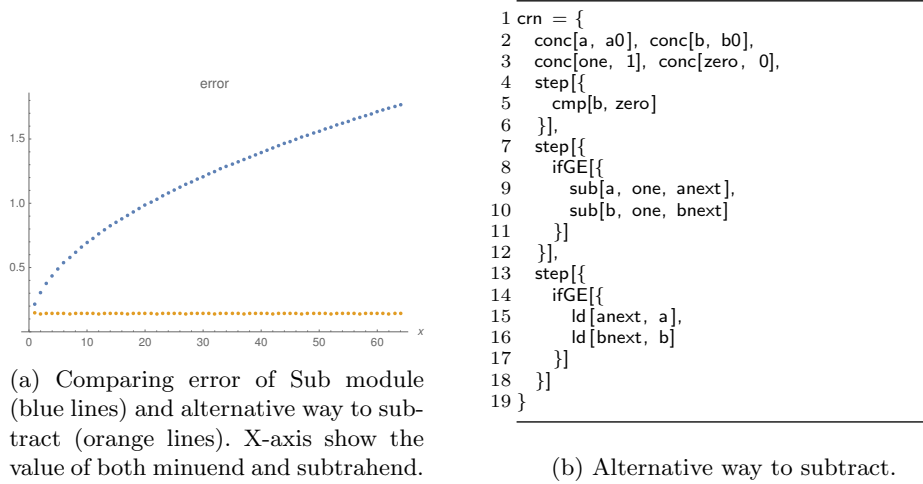 error
1.5
1.0
0.5
0 10 20 30 40 50 60
x
(a) Comparing error of Sub module
(blue lines) and alternative way to sub-
tract (orange lines). X-axis show the
value of both minuend and subtrahend.
1 crn = {
2 conc[a, a0], conc[b, b0],
3 conc[one, 1], conc[zero, 0],
4 step[{
5 cmp[b, zero]
6 }],
7 step[{
8 ifGE[{
9 sub[a, one, anext],
10 sub[b, one, bnext]
11 }]
12 }],
13 step[{
14 ifGE[{
15 ld[anext, a],
16 ld[bnext, b]
17 }]
18 }]
19 }
(b) Alternative way to subtract.